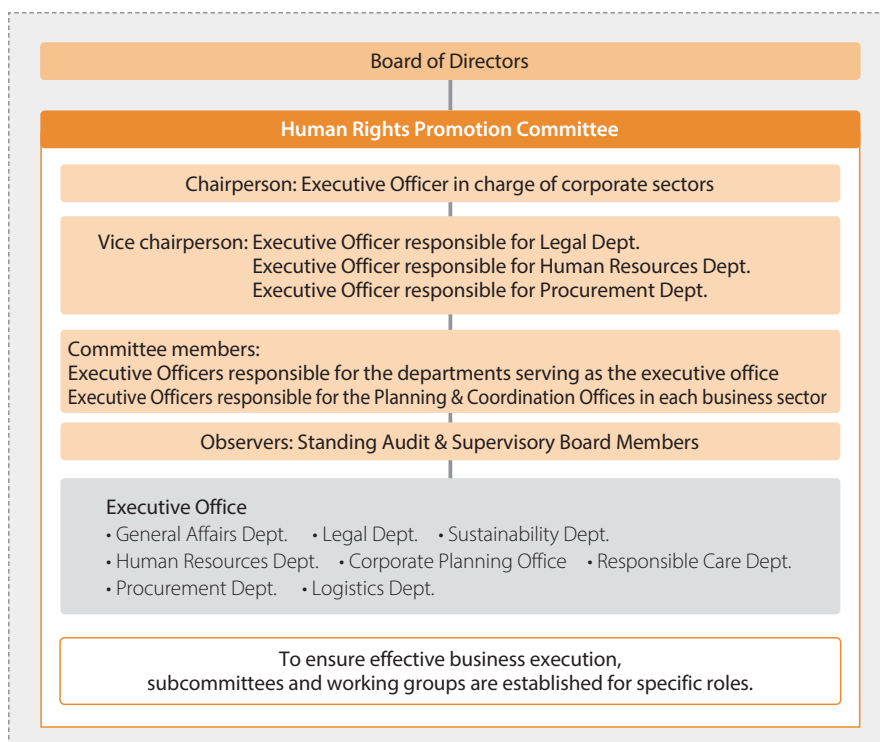 Board of Directors
Human Rights Promotion Committee
Chairperson: Executive Officer in charge of corporate sectors
Vice chairperson: Executive Officer responsible for Legal Dept.
Executive Officer responsible for Human Resources Dept.
Executive Officer responsible for Procurement Dept.
Committee members:
Executive Officers responsible for the departments serving as the executive office
Executive Officers responsible for the Planning & Coordination Offices in each business sector
Observers: Standing Audit & Supervisory Board Members
Executive Office
• General Affairs Dept. • Legal Dept. • Sustainability Dept.
• Human Resources Dept. • Corporate Planning Office • Responsible Care Dept.
• Procurement Dept. • Logistics Dept.
To ensure effective business execution,
subcommittees and working groups are established for specific roles.